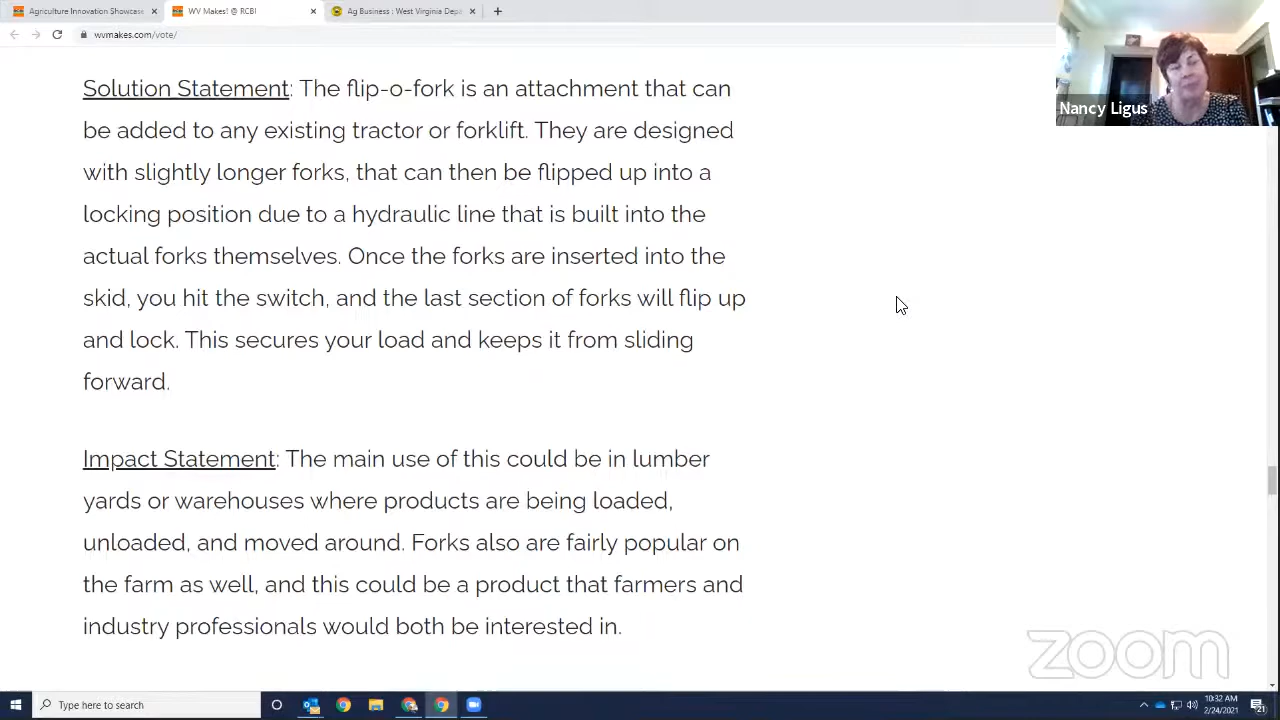 Agriculture Innovation Showcase
WV Makes! @ RCBI
Ag Business : West Virginia Depa
wvmakes.com/vote/
Nancy Ligus
Solution Statement: The flip-o-fork is an attachment that can
be added to any existing tractor or forklift. They are designed
with slightly longer forks, that can then be flipped up into a
locking position due to a hydraulic line that is built into the
actual forks themselves. Once the forks are inserted into the
skid, you hit the switch, and the last section of forks will flip up
and lock. This secures your load and keeps it from sliding
forward.
Impact Statement: The main use of this could be in lumber
yards or warehouses where products are being loaded,
unloaded, and moved around. Forks also are fairly popular on
the farm as well, and this could be a product that farmers and
industry professionals would both be interested in.
zoom
Type here to search
10:32 AM
2/24/2021
21